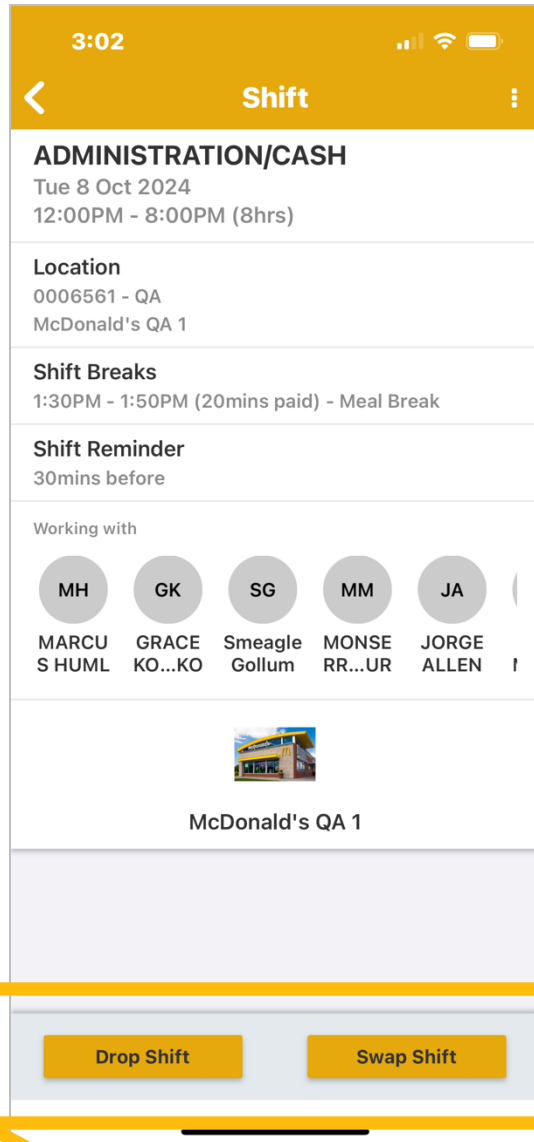 3:02
Shift
ADMINISTRATION/CASH
Tue 8 Oct 2024
12:00PM - 8:00PM (8hrs)
Location
0006561 - QA
McDonald's QA 1
Shift Breaks
1:30PM - 1:50PM (20mins paid) - Meal Break
Shift Reminder
30mins before
Working with
MH GK SG MM JA
MARCU GRACE Smeagle MONSE JORGE
S HUML KO...KO Gollum RR...UR ALLEN
McDonald's QA 1
Drop Shift Swap Shift